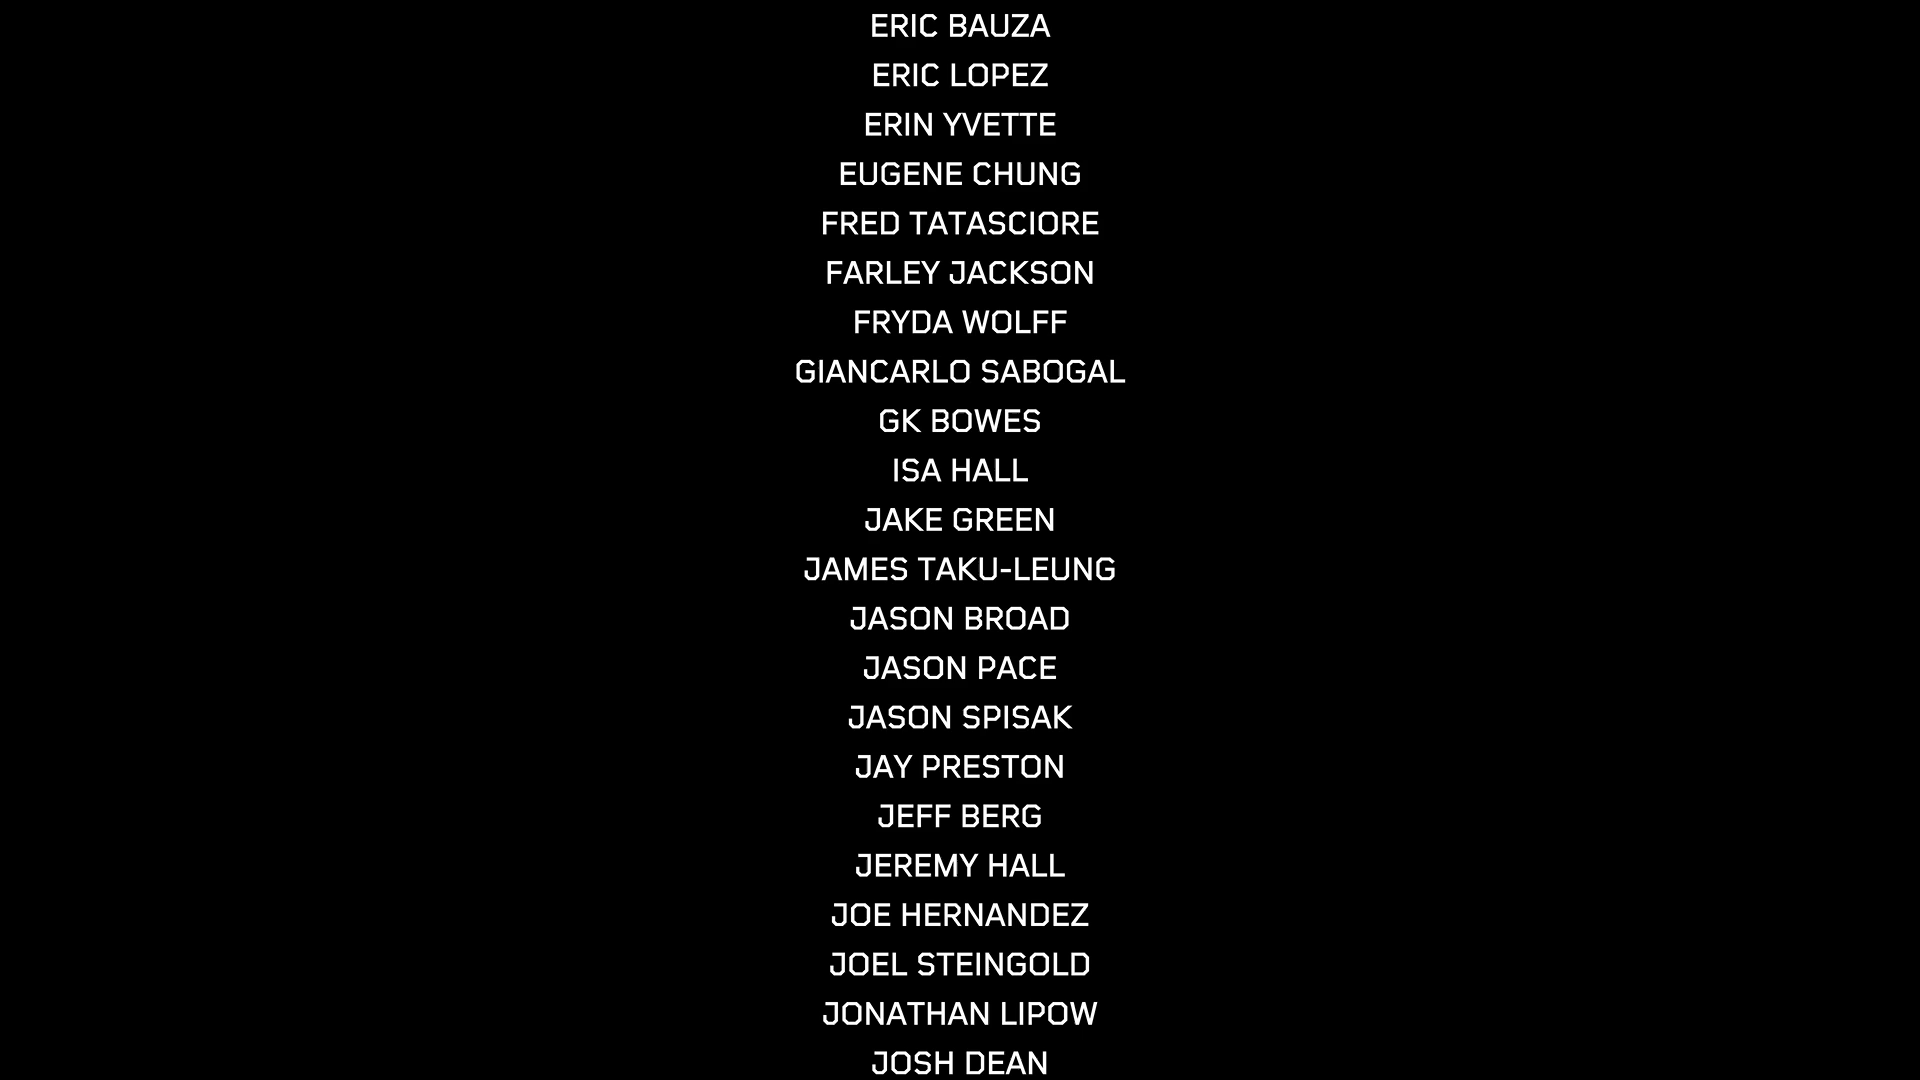 ERIC BAUZA
ERIC LOPEZ
ERIN YVETTE
EUGENE CHUNG
FRED TATASCIORE
FARLEY JACKSON
FRYDA WOLFF
GIANCARLO SABOGAL
GK BOWES
ISA HALL
JAKE GREEN
JAMES TAKU-LEUNG
JASON BROAD
JASON PACE
JASON SPISAK
JAY PRESTON
JEFF BERG
JEREMY HALL
JOE HERNANDEZ
JOEL STEINGOLD
JONATHAN LIPOW
JOSH DEAN